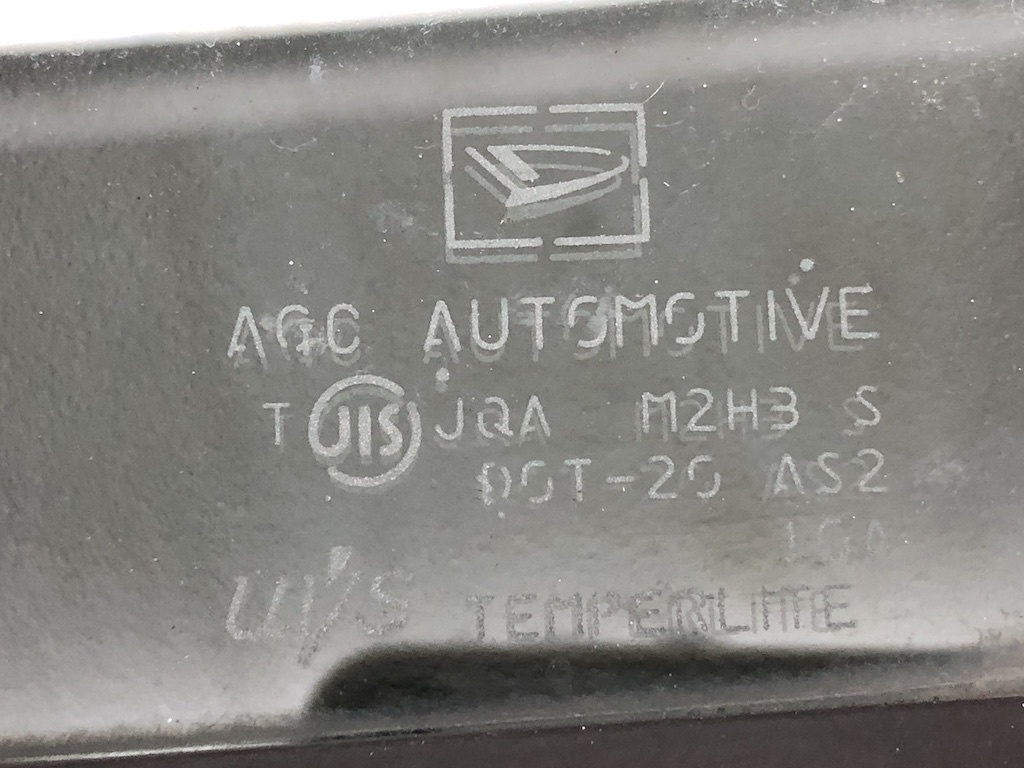 AGC AUTOMOTIVE
T JIS JQA M2H3 S
DOT-20 AS2
TEMPERLITE